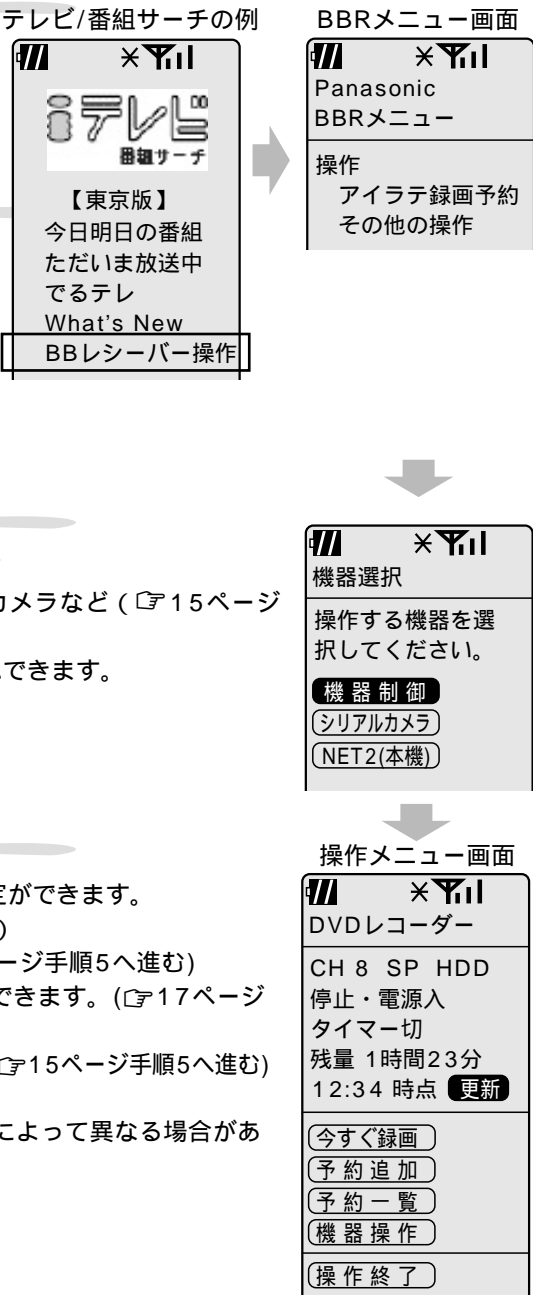 テレビ/番組サーチの例
iテレビ
番組サーチ
【東京版】
今日明日の番組
ただいま放送中
でるテレ
What's New
BBレシーバー操作
BBRメニュー画面
Panasonic
BBRメニュー
操作
アイラテ録画予約
その他の操作
カメラなど(☞15ページ
できます。
機器選択
操作する機器を選
択してください。
機器制御
シリアルカメラ
NET2(本機)
定ができます。
)
ージ手順5へ進む)
できます。(☞17ページ
☞15ページ手順5へ進む)
によって異なる場合があ
操作メニュー画面
DVDレコーダー
CH 8 SP HDD
停止・電源入
タイマー切
残量 1時間23分
12:34 時点 更新
今すぐ録画
予約追加
予約一覧
機器操作
操作終了